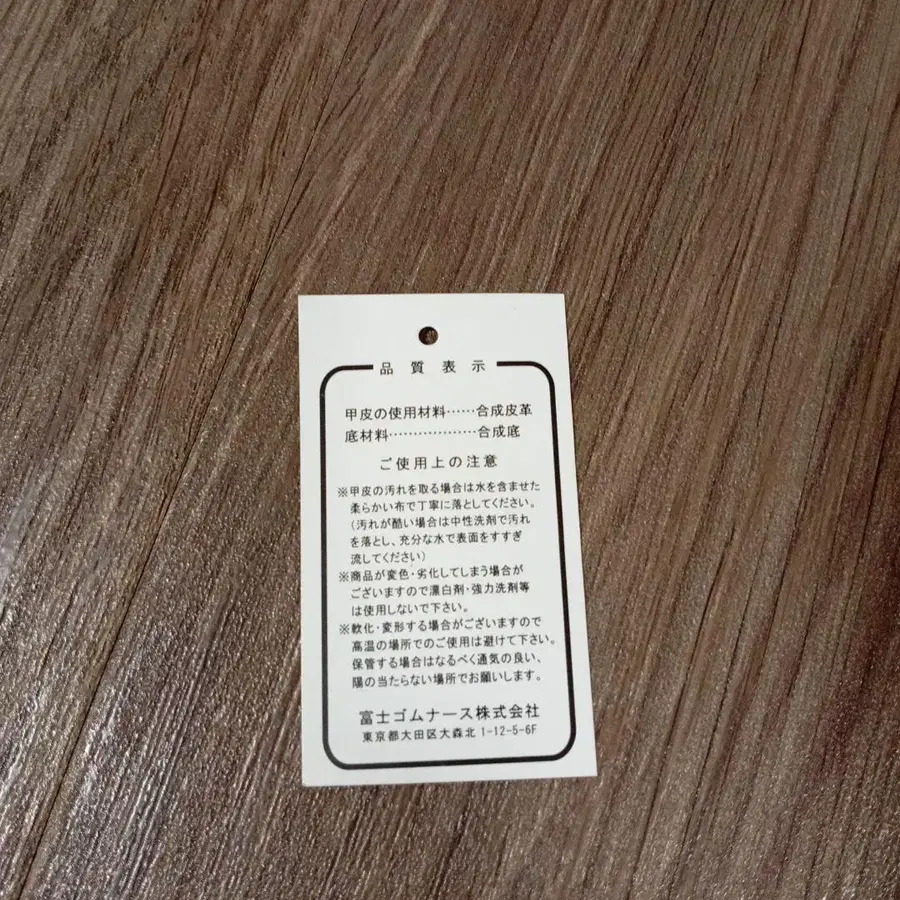 品質表示
甲皮の使用材料……合成皮革
底材料………………合成底
ご使用上の注意
※甲皮の汚れを取る場合は水を含ませた
柔らかい布で丁寧に落としてください。
(汚れが酷い場合は中性洗剤で汚れ
を落とし、充分な水で表面をすすぎ
流してください)
※商品が変色・劣化してしまう場合が
ございますので漂白剤・強力洗剤等
は使用しないで下さい。
※軟化・変形する場合がございますので
高温の場所でのご使用は避けて下さい。
保管する場合はなるべく通気の良い、
陽の当たらない場所でお願いします。
富士ゴムナース株式会社
東京都大田区大森北 1-12-5-6F